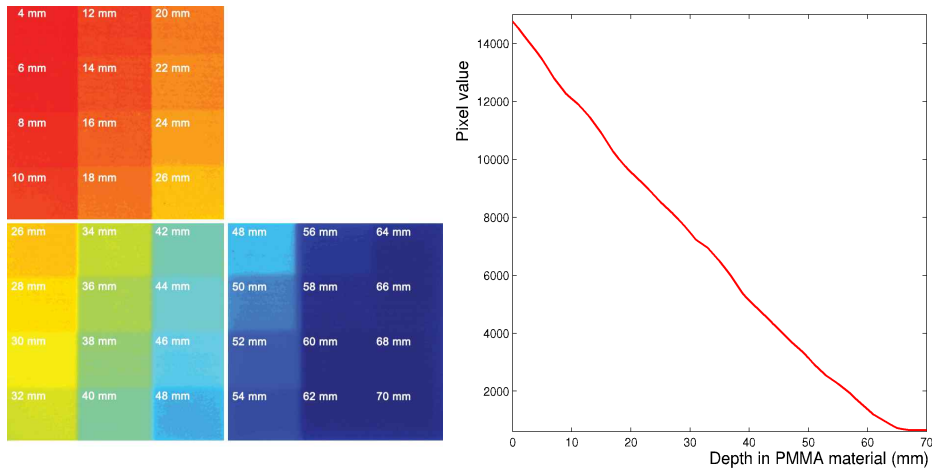 4 mm 12 mm 20 mm
6 mm 14 mm 22 mm
8 mm 16 mm 24 mm
10 mm 18 mm 26 mm
26 mm 34 mm 42 mm
28 mm 36 mm 44 mm
30 mm 38 mm 46 mm
32 mm 40 mm 48 mm
48 mm 56 mm 64 mm
50 mm 58 mm 66 mm
52 mm 60 mm 68 mm
54 mm 62 mm 70 mm
Pixel value
14000
12000
10000
8000
6000
4000
2000
0 10 20 30 40 50 60 70
Depth in PMMA material (mm)